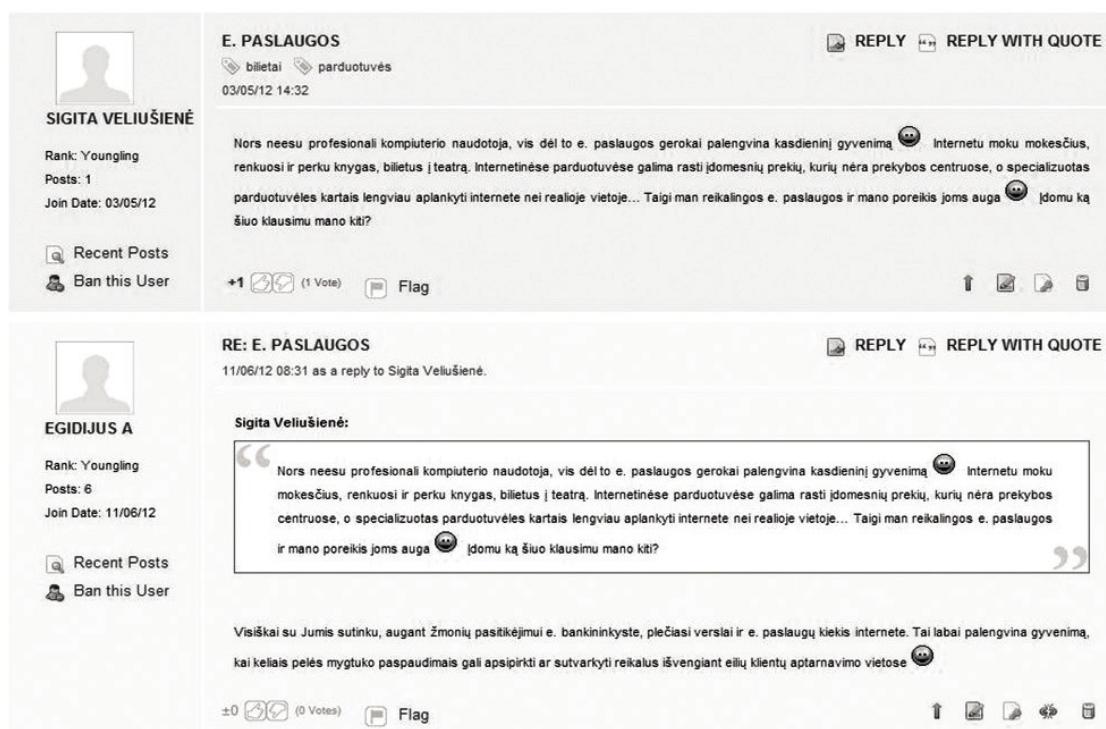 E. PASLAUGOS
REPLY REPLY WITH QUOTE
bilietai parduotuvės
03/05/12 14:32
SIGITA VELIUŠIENĖ
Rank: Youngling
Posts: 1
Join Date: 03/05/12
Recent Posts
Ban this User
Nors neesu profesionali kompiuterio naudotoja, vis dėl to e. paslaugos gerokai palengvina kasdieninį gyvenimą Internetu moku mokesčius,
renkuosi ir perku knygas, bilietus į teatrą. Internetinėse parduotuvėse galima rasti įdomesnių prekių, kurių nėra prekybos centruose, o specializuotas
parduotuvėles kartais lengviau aplankyti internete nei realioje vietoje... Taigi man reikalingos e. paslaugos ir mano poreikis joms auga Įdomu ką
šiuo klausimu mano kiti?
+1 (1 Vote) Flag
RE: E. PASLAUGOS
REPLY REPLY WITH QUOTE
11/06/12 08:31 as a reply to Sigita Veliušienė.
EGIDIJUS A
Rank: Youngling
Posts: 6
Join Date: 11/06/12
Recent Posts
Ban this User
Sigita Veliušienė:
“ Nors neesu profesionali kompiuterio naudotoja, vis dėl to e. paslaugos gerokai palengvina kasdieninį gyvenimą Internetu moku
mokesčius, renkuosi ir perku knygas, bilietus į teatrą. Internetinėse parduotuvėse galima rasti įdomesnių prekių, kurių nėra prekybos
centruose, o specializuotas parduotuvėles kartais lengviau aplankyti internete nei realioje vietoje... Taigi man reikalingos e. paslaugos
ir mano poreikis joms auga Įdomu ką šiuo klausimu mano kiti? ”
Visiškai su Jumis sutinku, augant žmonių pasitikėjimui e. bankininkyste, plečiasi verslai ir e. paslaugų kiekis internete. Tai labai palengvina gyvenimą,
kai keliais pelės mygtuko paspaudimais gali apsipirkti ar sutvarkyti reikalus išvengiant eilių klientų aptarnavimo vietose
±0 (0 Votes) Flag